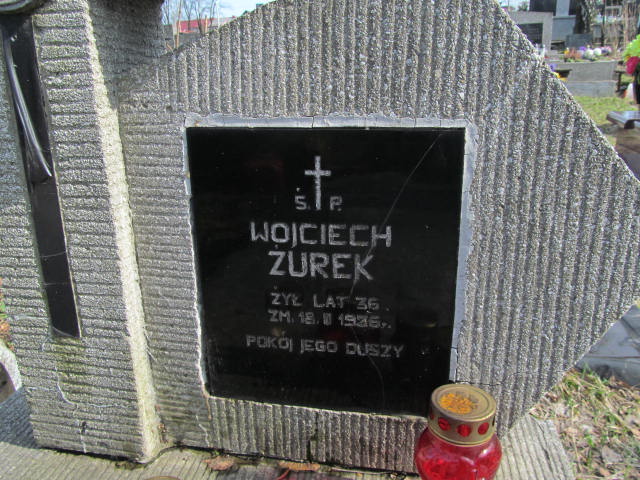 Ś. P.
WOJCIECH
ŻUREK
ŻYŁ LAT 36
ZM. 18. II 1936 r.
POKÓJ JEGO DUSZY